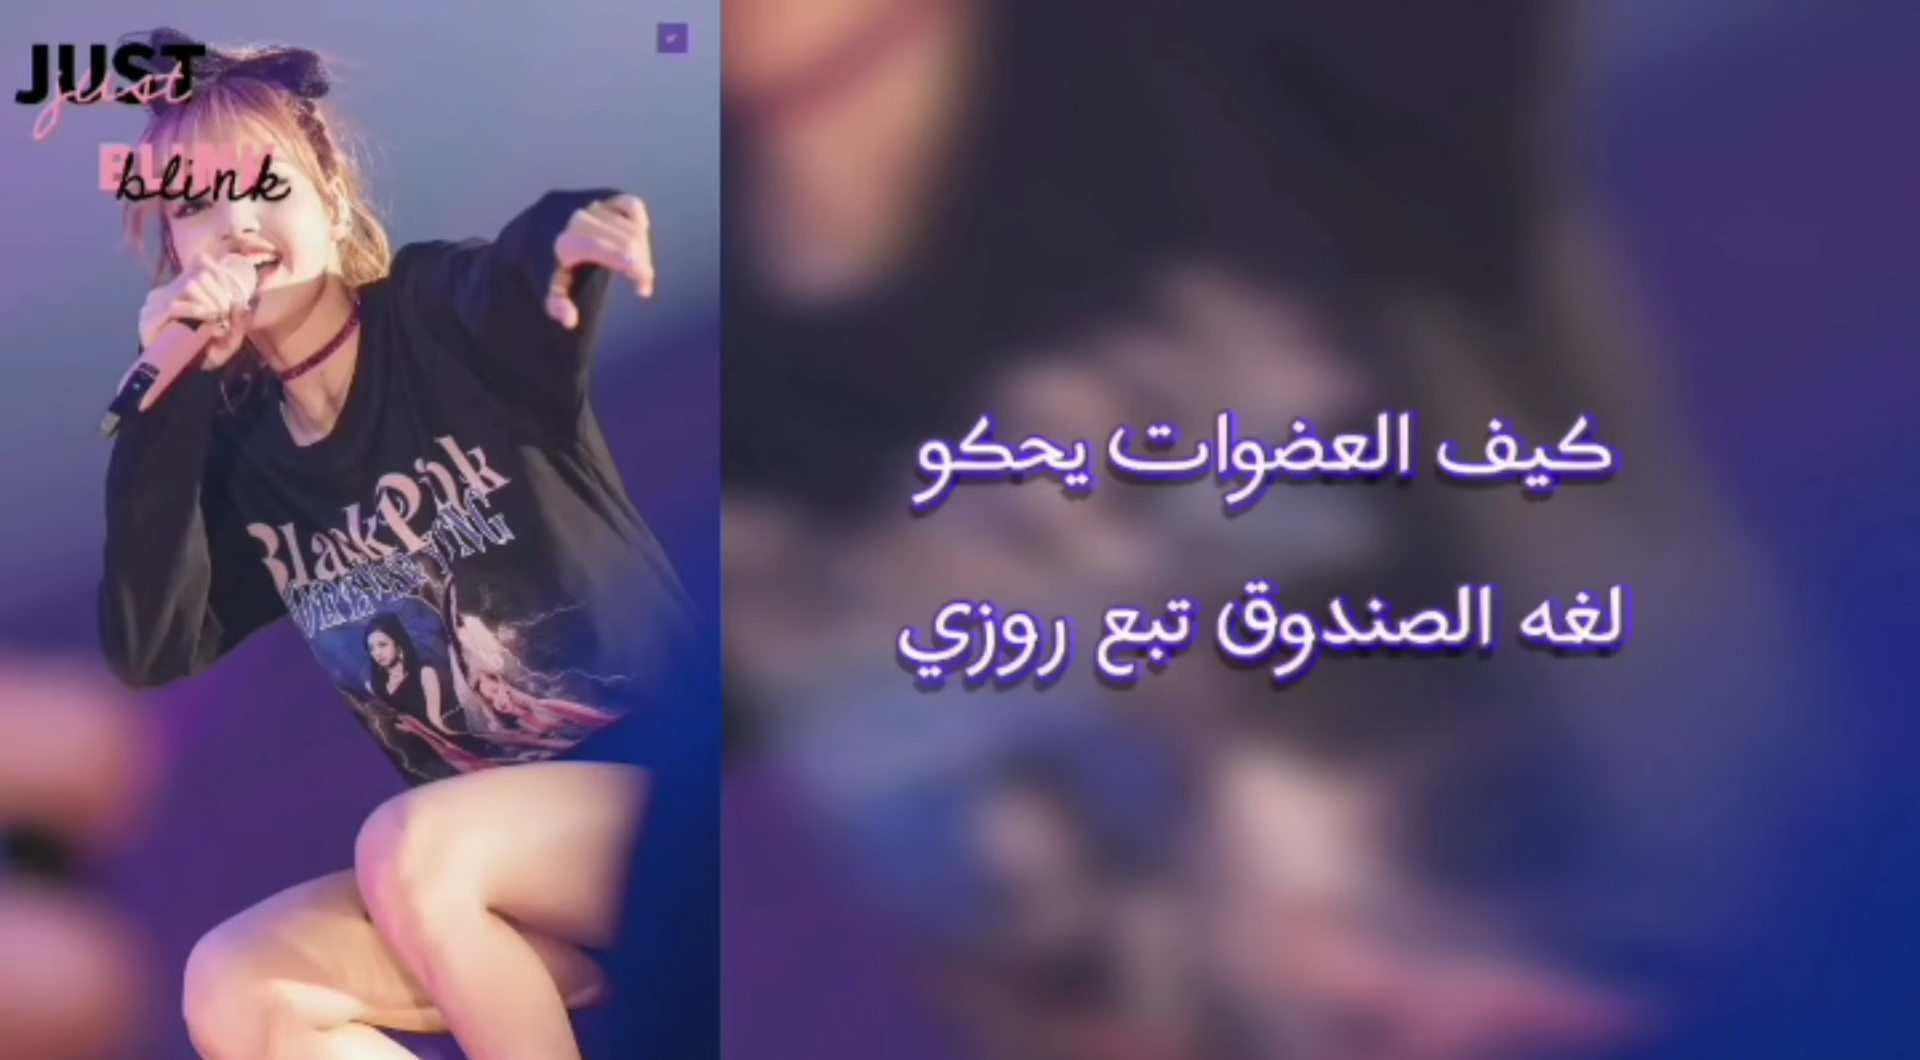 JUST
just
blink
BLackPiNk
كيف العضوات يحكو
لغه الصندوق تبع روزي